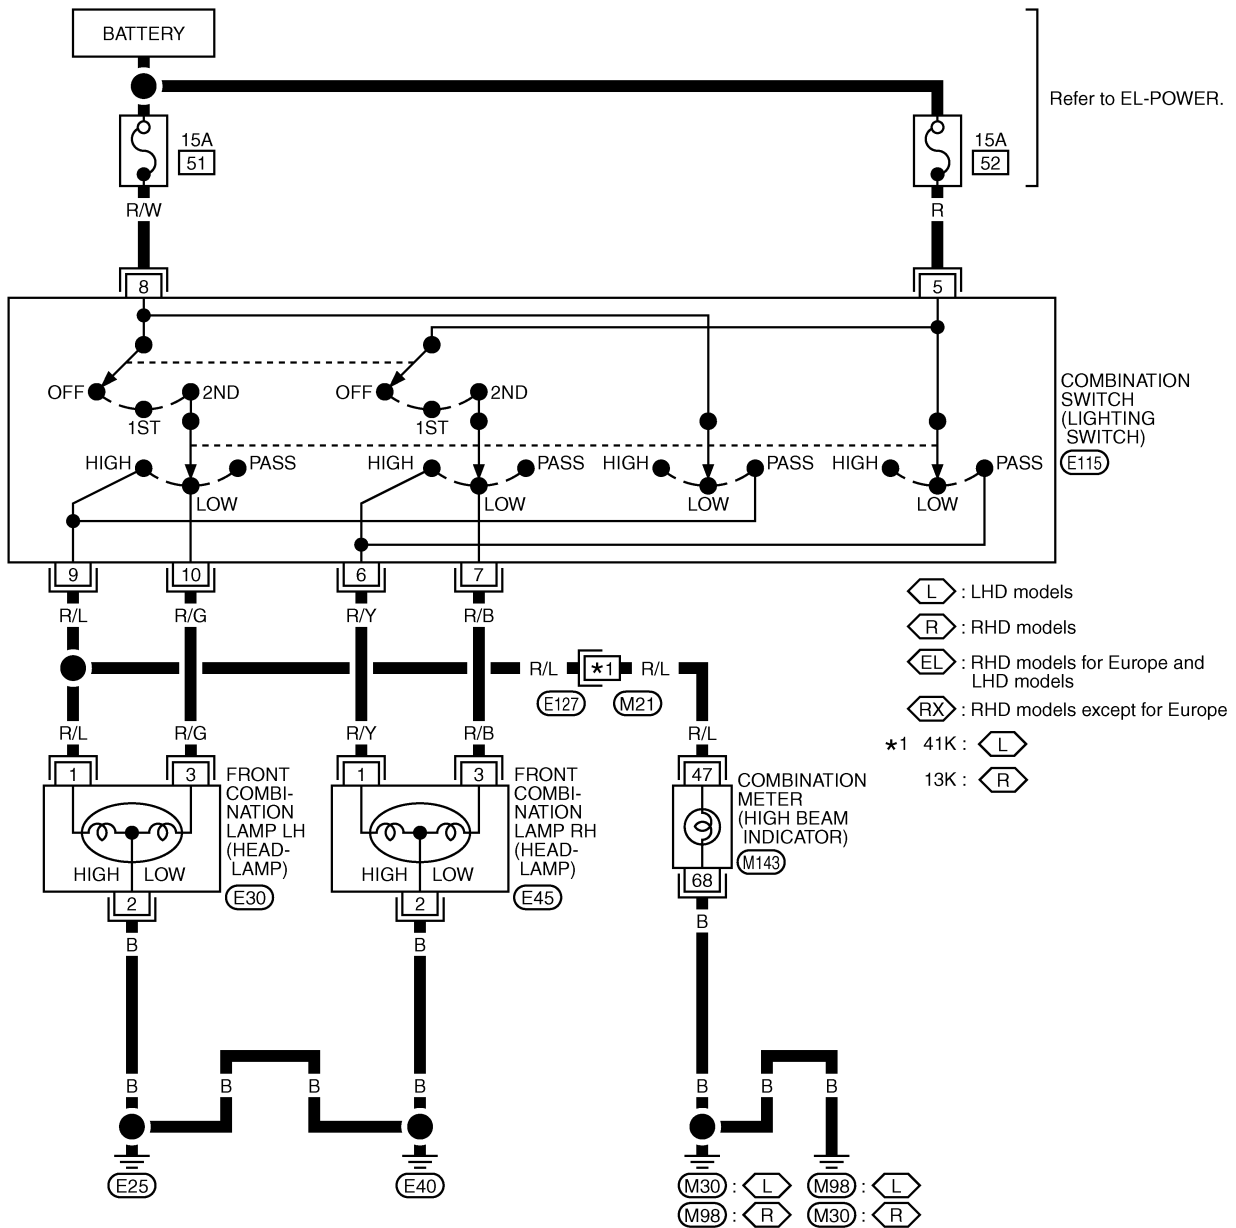 BATTERY
Refer to EL-POWER.
15A
51
15A
52
R/W
R
8
5
OFF
1ST
2ND
OFF
1ST
2ND
COMBINATION
SWITCH
(LIGHTING
SWITCH)
E115
HIGH
PASS
LOW
HIGH
PASS
LOW
HIGH
PASS
LOW
HIGH
PASS
LOW
9
10
6
7
R/L
R/G
R/Y
R/B
L : LHD models
R : RHD models
EL : RHD models for Europe and
LHD models
RX : RHD models except for Europe
*1 41K : L
13K : R
R/L
*1
R/L
E127
M21
R/L
R/G
R/Y
R/B
R/L
1
3
1
3
47
FRONT
COMBI-
NATION
LAMP LH
(HEAD-
LAMP)
E30
HIGH
LOW
FRONT
COMBI-
NATION
LAMP RH
(HEAD-
LAMP)
E45
HIGH
LOW
COMBINATION
METER
(HIGH BEAM
INDICATOR)
M143
2
2
68
B
B
B
B
B
B
B
B
B
B
E25
E40
M30 : L
M98 : R
M98 : L
M30 : R